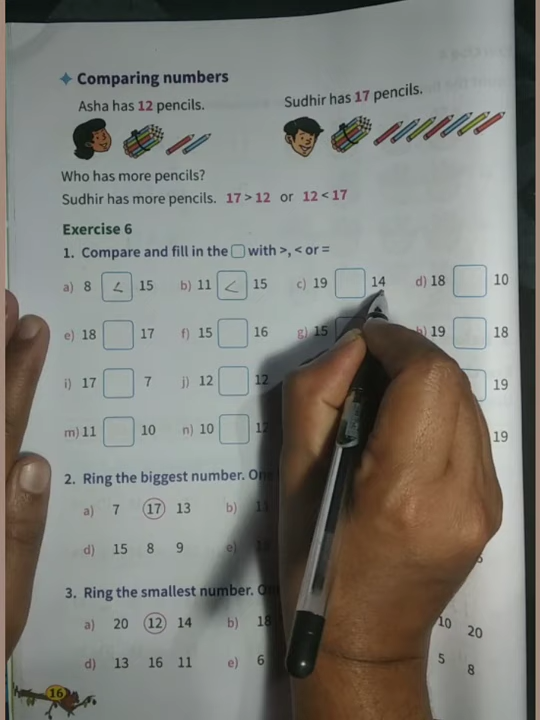 Comparing numbers
Asha has 12 pencils.
Sudhir has 17 pencils.
Who has more pencils?
Sudhir has more pencils. 17 > 12 or 12 < 17
Exercise 6
1. Compare and fill in the □ with >, < or =
a) 8 < 15 b) 11 < 15 c) 19 □ 14 d) 18 □ 10
e) 18 □ 17 f) 15 □ 16 g) 15 h) 19 □ 18
i) 17 □ 7 j) 12 □ 12 19
m) 11 □ 10 n) 10 □ 19
2. Ring the biggest number.
a) 7 17 13 b)
d) 15 8 9 e)
3. Ring the smallest number.
a) 20 12 14 b) 18 10 20
d) 13 16 11 e) 6 5 8
16